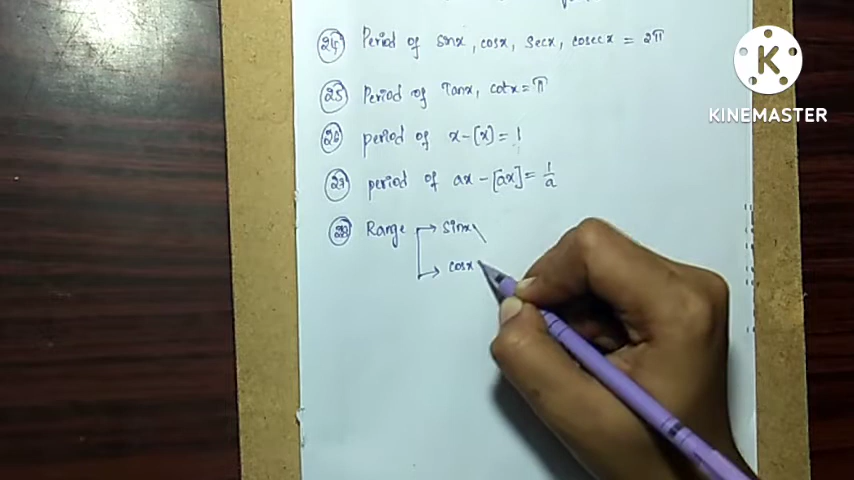 24 Period of sinx, cosx, secx, cosecx = 2π
K
KINEMASTER
25 Period of Tanx, cotx = π
26 period of x - [x] = 1
27 period of ax - [ax] = 1/a
28 Range → sinx
→ cosx